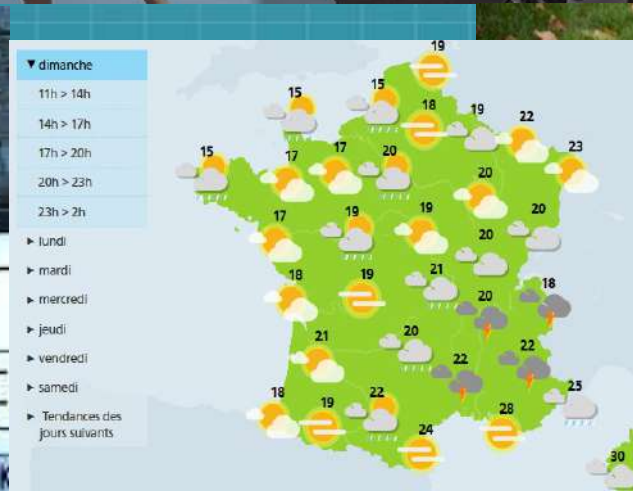 ▼ dimanche
11h > 14h
14h > 17h
17h > 20h
20h > 23h
23h > 2h
► lundi
► mardi
► mercredi
► jeudi
► vendredi
► samedi
► Tendances des
jours suivants
19
15 15
18 19 22
23
15 17 17 20
20
17 19 19 20
20
18 19 21 18
20
21 20 22
22
18 19 22 25
24 28
30